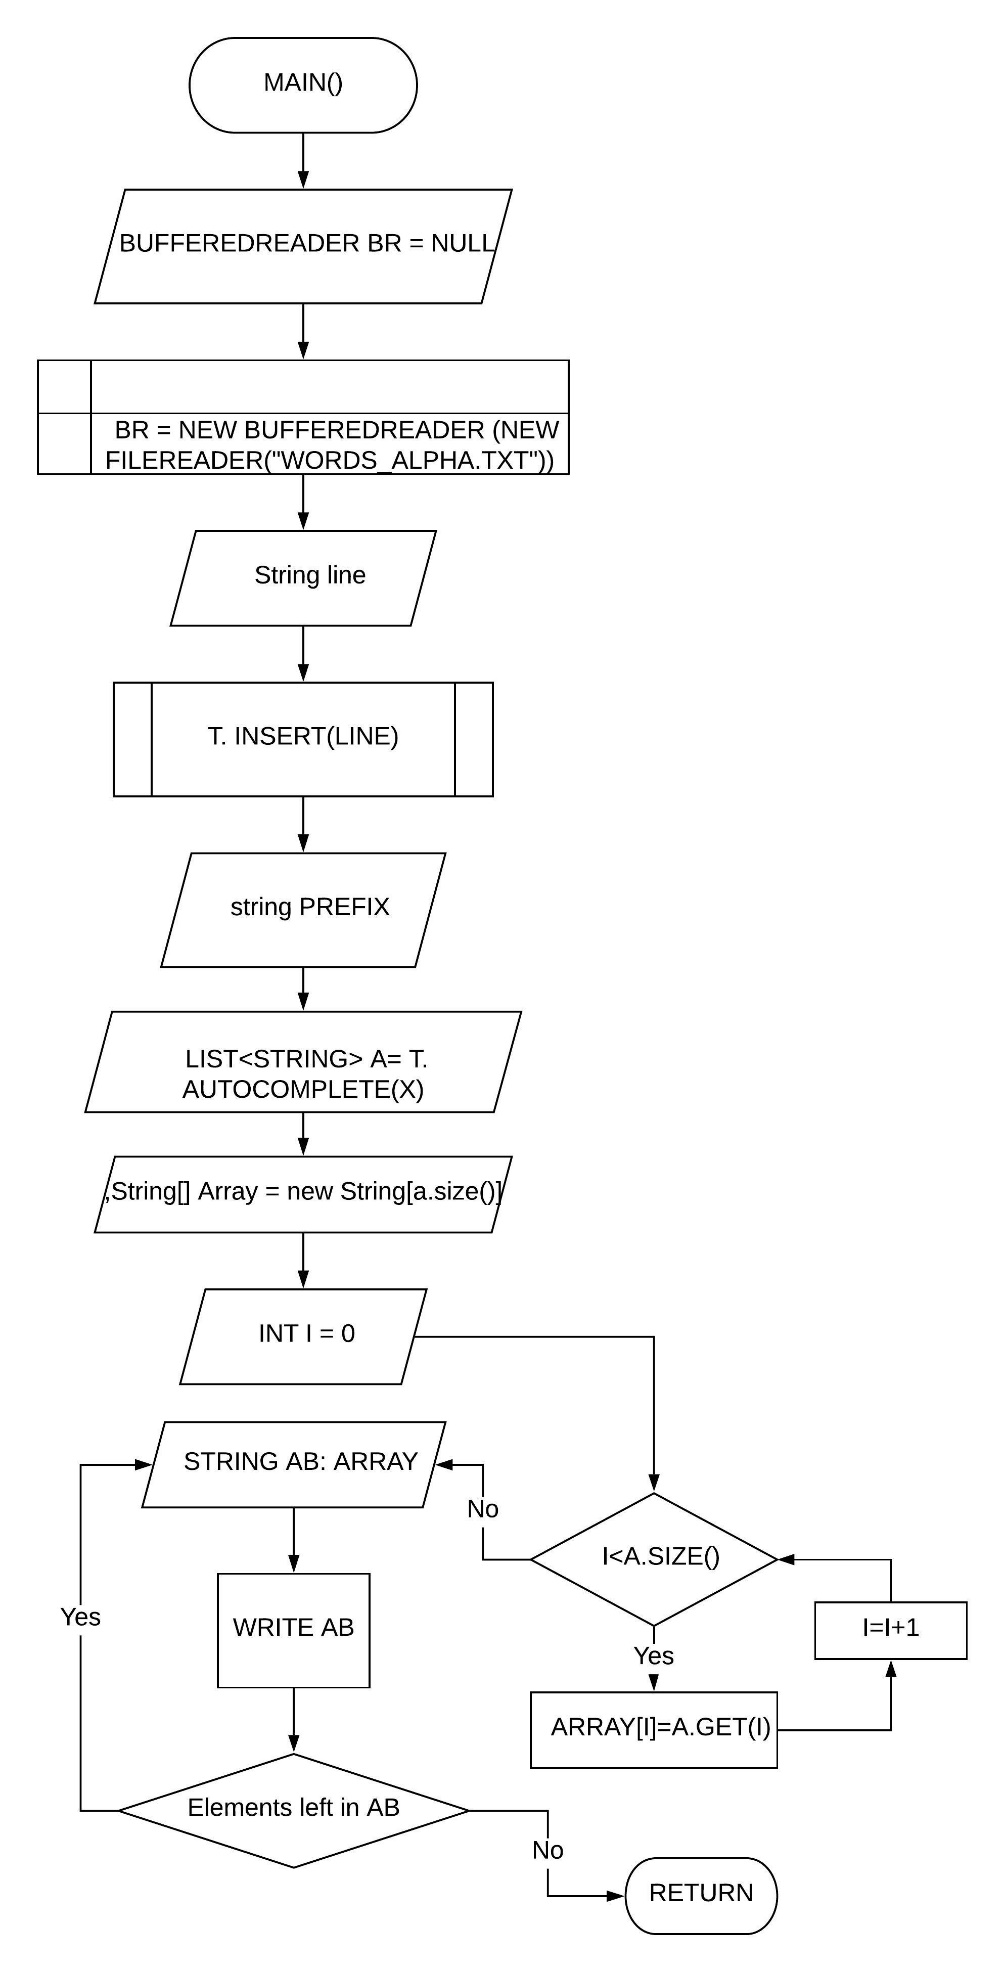 MAIN()
BUFFEREDREADER BR = NULL
BR = NEW BUFFEREDREADER (NEW
FILEREADER("WORDS_ALPHA.TXT"))
String line
T. INSERT(LINE)
string PREFIX
LIST<STRING> A= T.
AUTOCOMPLETE(X)
,String[] Array = new String[a.size()]
INT I = 0
STRING AB: ARRAY
No
I<A.SIZE()
Yes
WRITE AB
I=I+1
Yes
ARRAY[I]=A.GET(I)
Elements left in AB
No
RETURN